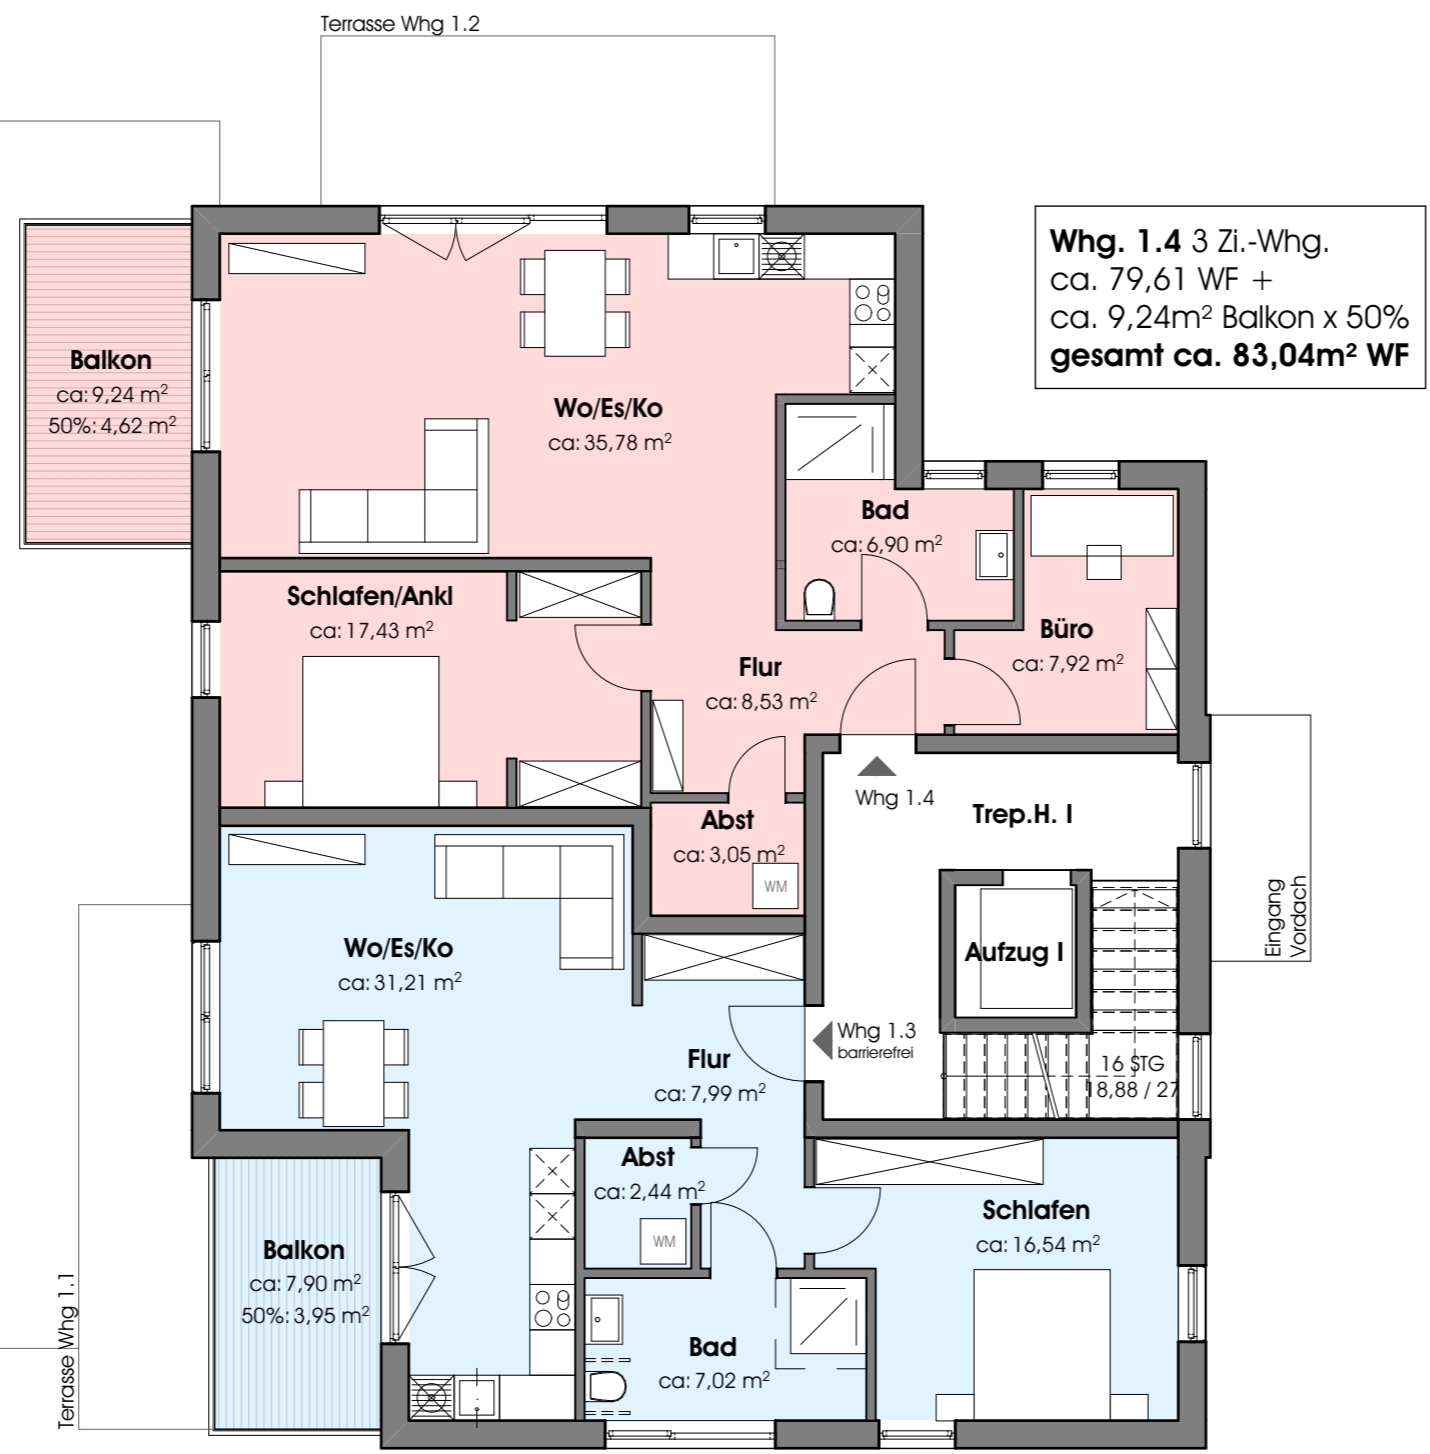 Terrasse Whg 1.2
Whg. 1.4 3 Zi.-Whg.
ca. 79,61 WF +
ca. 9,24m² Balkon x 50%
gesamt ca. 83,04m² WF
Balkon
ca: 9,24 m²
50%: 4,62 m²
Wo/Es/Ko
ca: 35,78 m²
Bad
ca: 6,90 m²
Schlafen/Ankl
ca: 17,43 m²
Büro
ca: 7,92 m²
Flur
ca: 8,53 m²
Whg 1.4
Trep.H. I
Abst
ca: 3,05 m²
WM
Eingang
Vordach
Aufzug I
Wo/Es/Ko
ca: 31,21 m²
Whg 1.3
barrierefrei
Flur
ca: 7,99 m²
16 STG
18,88 / 27
Abst
ca: 2,44 m²
WM
Schlafen
ca: 16,54 m²
Balkon
ca: 7,90 m²
50%: 3,95 m²
Terrasse Whg 1.1
Bad
ca: 7,02 m²